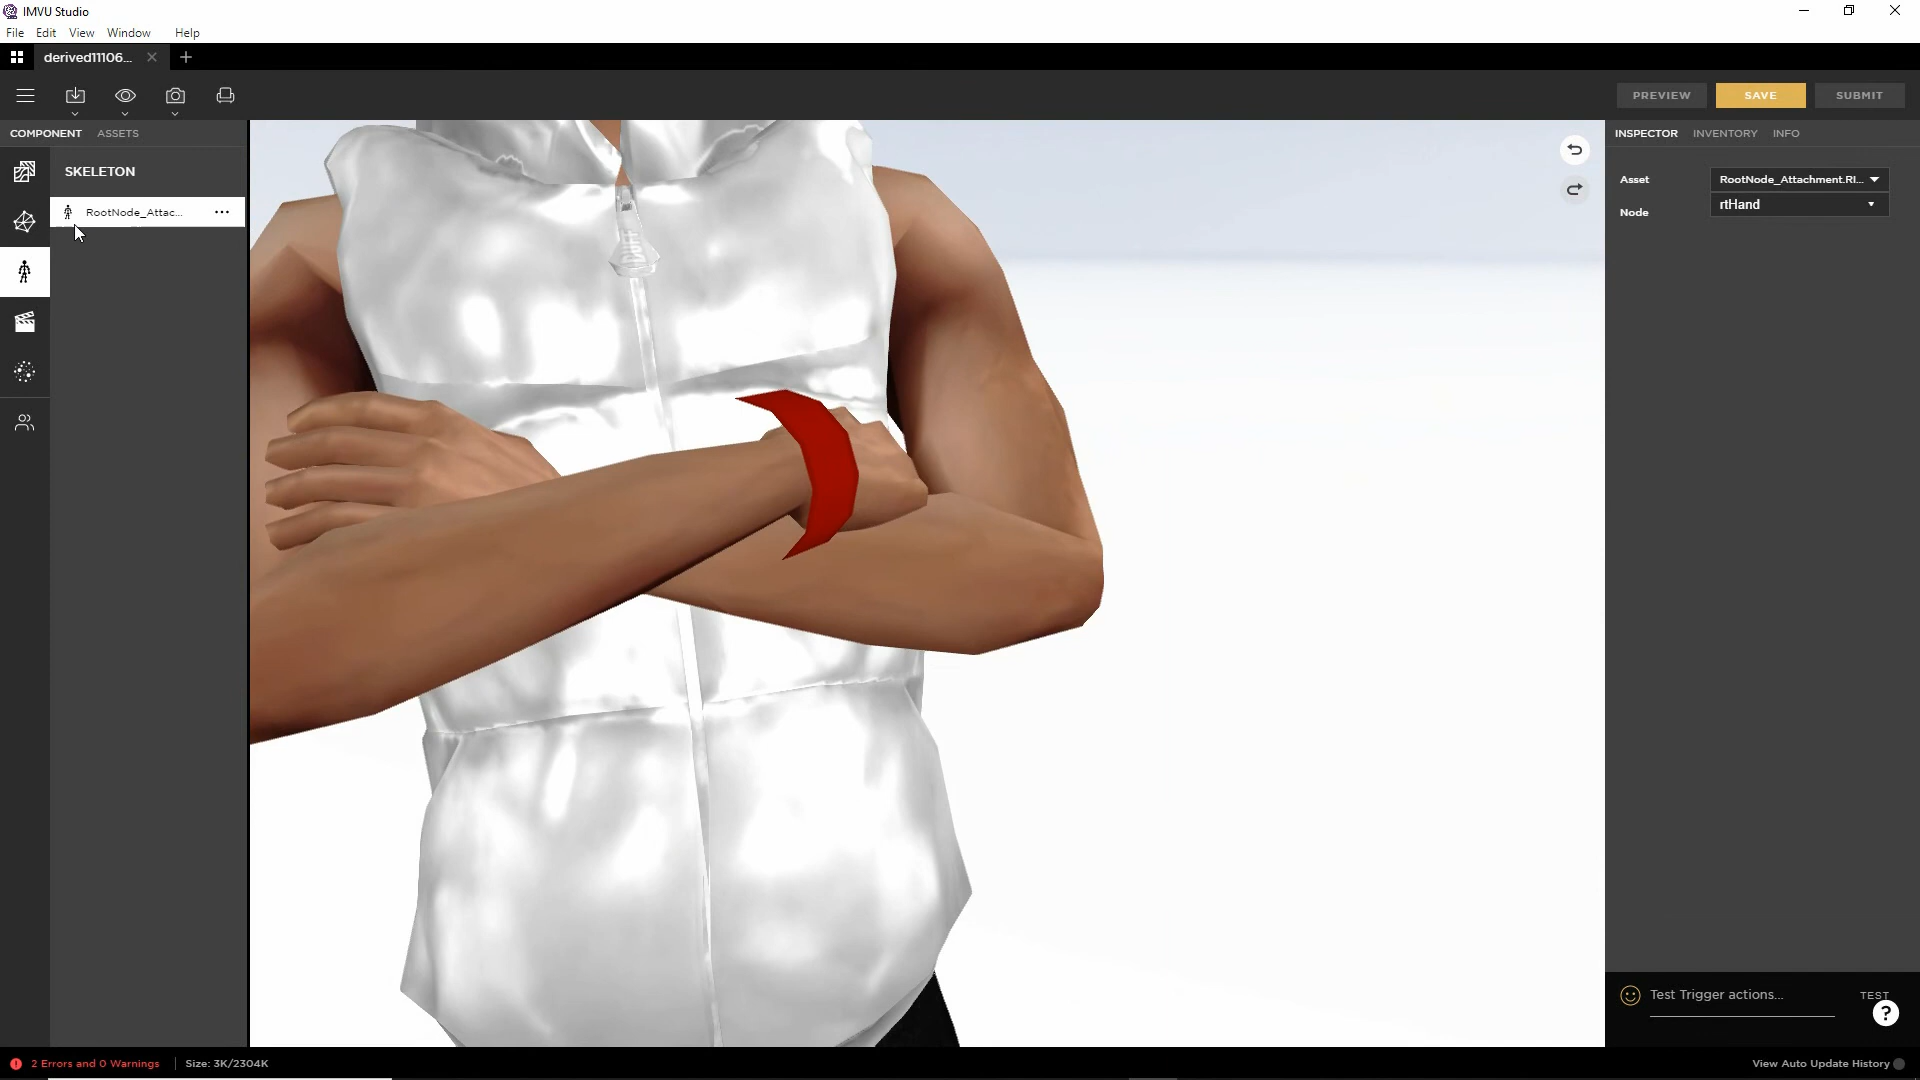 IMVU Studio
File Edit View Window Help
derived11106...
PREVIEW SAVE SUBMIT
COMPONENT ASSETS
INSPECTOR INVENTORY INFO
SKELETON
Asset RootNode_Attachment.RI...
RootNode_Attac...
Node rtHand
Test Trigger actions...
TEST
?
2 Errors and 0 Warnings Size: 3K/2304K
View Auto Update History